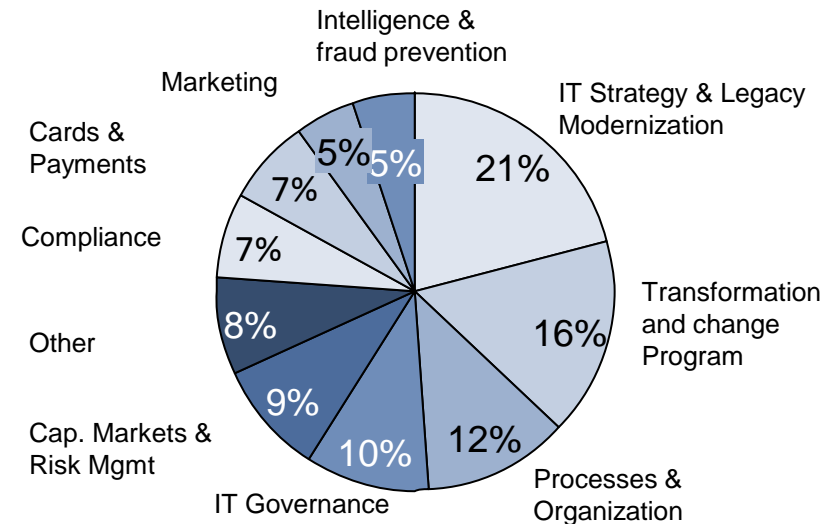 Intelligence &
fraud prevention
Marketing
IT Strategy & Legacy
Modernization
Cards &
Payments
5%
5%
21%
7%
Compliance
7%
Transformation
and change
Program
8%
16%
Other
9%
12%
10%
Cap. Markets &
Risk Mgmt
Processes &
Organization
IT Governance